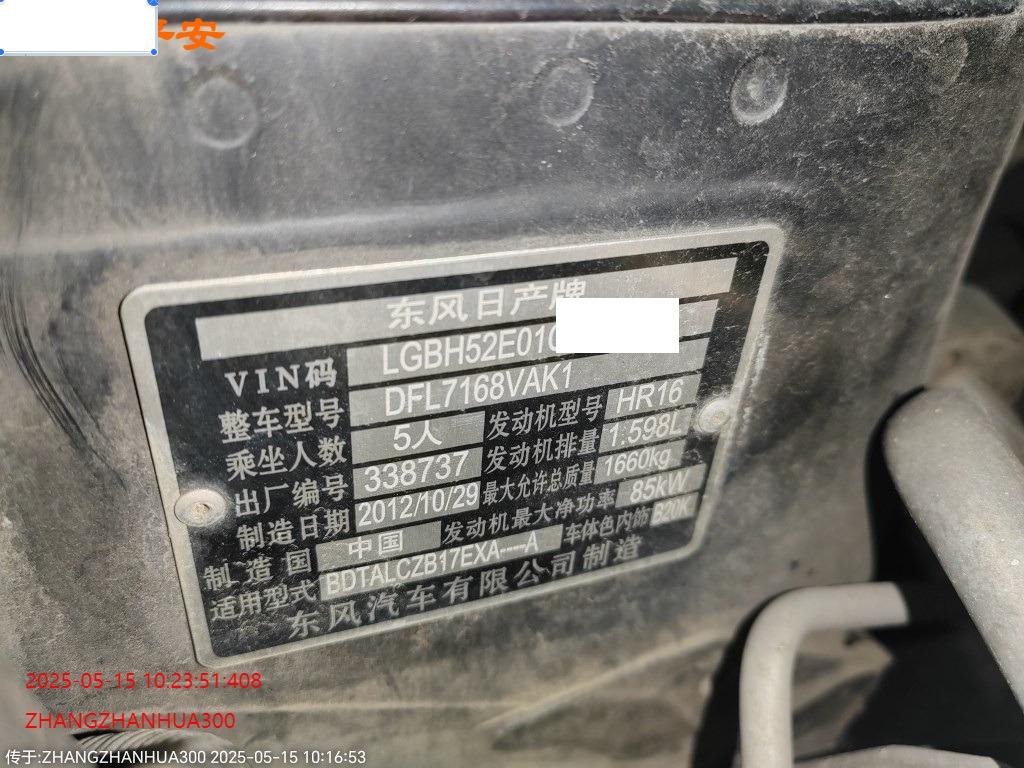 平安
东风日产牌
VIN码 LGBH52E01
整车型号 DFL7168VAK1
乘坐人数 5人 发动机型号 HR16
出厂编号 338737 发动机排量 1.598L
制造日期 2012/10/29 最大允许总质量 1660kg
制造国 中国 发动机最大净功率 85kW
适用型式 BDTALCZB17EXA----A 车体色内饰 B20K
东风汽车有限公司制造
2025-05-15 10:23:51:408
ZHANGZHANHUA300
传于:ZHANGZHANHUA300 2025-05-15 10:16:53